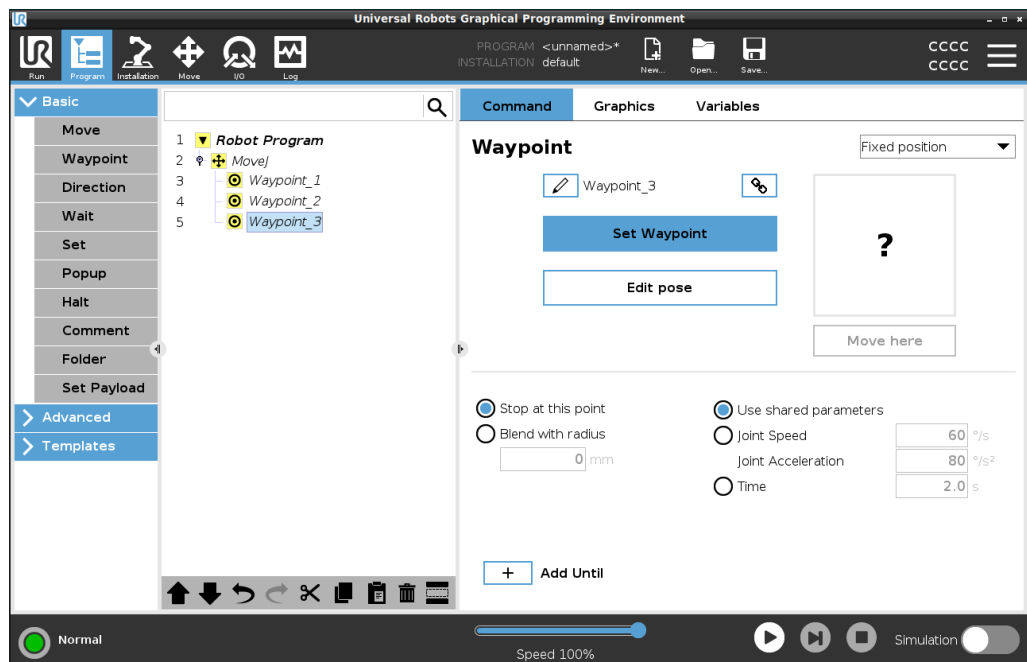 Universal Robots Graphical Programming Environment
UR
Run
Program
Installation
Move
I/O
Log
PROGRAM <unnamed>*
INSTALLATION default
New...
Open...
Save...
CCCC
CCCC
Basic
Move
Waypoint
Direction
Wait
Set
Popup
Halt
Comment
Folder
Set Payload
Advanced
Templates
1 Robot Program
2 MoveJ
3 Waypoint_1
4 Waypoint_2
5 Waypoint_3
Command Graphics Variables
Waypoint
Fixed position
Waypoint_3
Set Waypoint
Edit pose
?
Move here
Stop at this point
Blend with radius
0 mm
Use shared parameters
Joint Speed 60 °/s
Joint Acceleration 80 °/s²
Time 2.0 s
+ Add Until
Normal
Speed 100%
Simulation